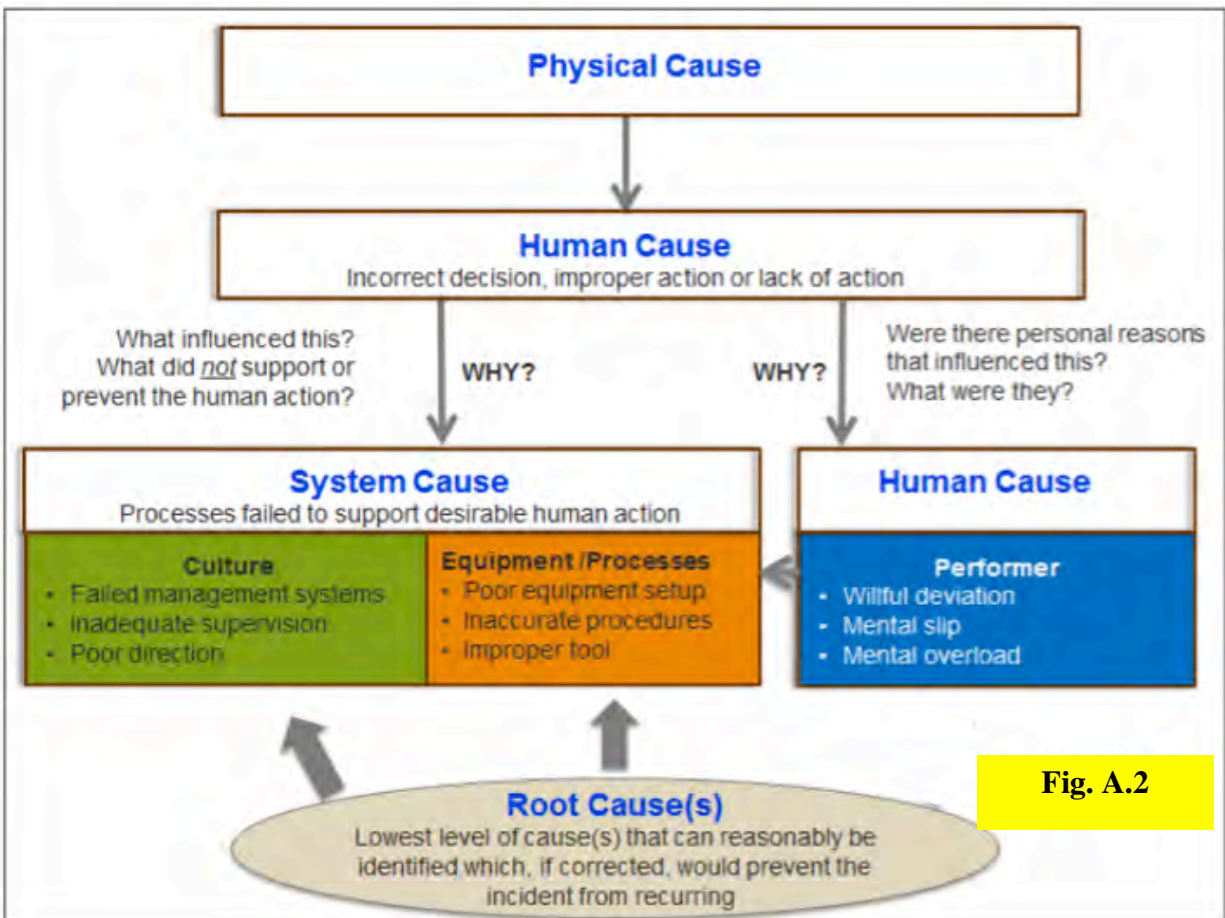 Physical Cause
Human Cause
Incorrect decision, improper action or lack of action
What influenced this?
What did not support or
prevent the human action?
WHY?
WHY?
Were there personal reasons
that influenced this?
What were they?
System Cause
Processes failed to support desirable human action
Culture
• Failed management systems
• Inadequate supervision
• Poor direction
Equipment /Processes
• Poor equipment setup
• Inaccurate procedures
• Improper tool
Human Cause
Performer
• Willful deviation
• Mental slip
• Mental overload
Root Cause(s)
Lowest level of cause(s) that can reasonably be
identified which, if corrected, would prevent the
incident from recurring
Fig. A.2